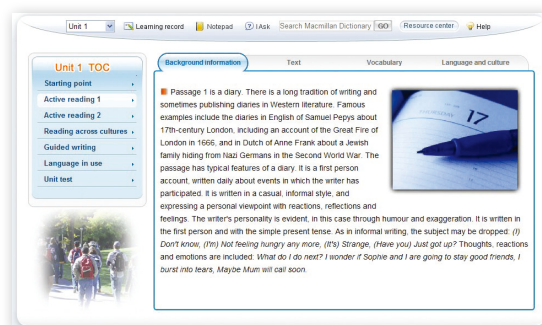 Unit 1 Learning record Notepad I Ask Search Macmillan Dictionary GO Resource center Help
Unit 1 TOC
Starting point
Active reading 1
Active reading 2
Reading across cultures
Guided writing
Language in use
Unit test
Background information Text Vocabulary Language and culture
Passage 1 is a diary. There is a long tradition of writing and
sometimes publishing diaries in Western literature. Famous
examples include the diaries in English of Samuel Pepys about
17th-century London, including an account of the Great Fire of
London in 1666, and in Dutch of Anne Frank about a Jewish
family hiding from Nazi Germans in the Second World War. The
passage has typical features of a diary. It is a first person
account, written daily about events in which the writer has
participated. It is written in a casual, informal style, and
expressing a personal viewpoint with reactions, reflections and
feelings. The writer's personality is evident, in this case through humour and exaggeration. It is written in
the first person and with the simple present tense. As in informal writing, the subject may be dropped: (I)
Don't know, (I'm) Not feeling hungry any more, (It's) Strange, (Have you) Just got up? Thoughts, reactions
and emotions are included: What do I do next? I wonder if Sophie and I are going to stay good friends, I
burst into tears, Maybe Mum will call soon.
17